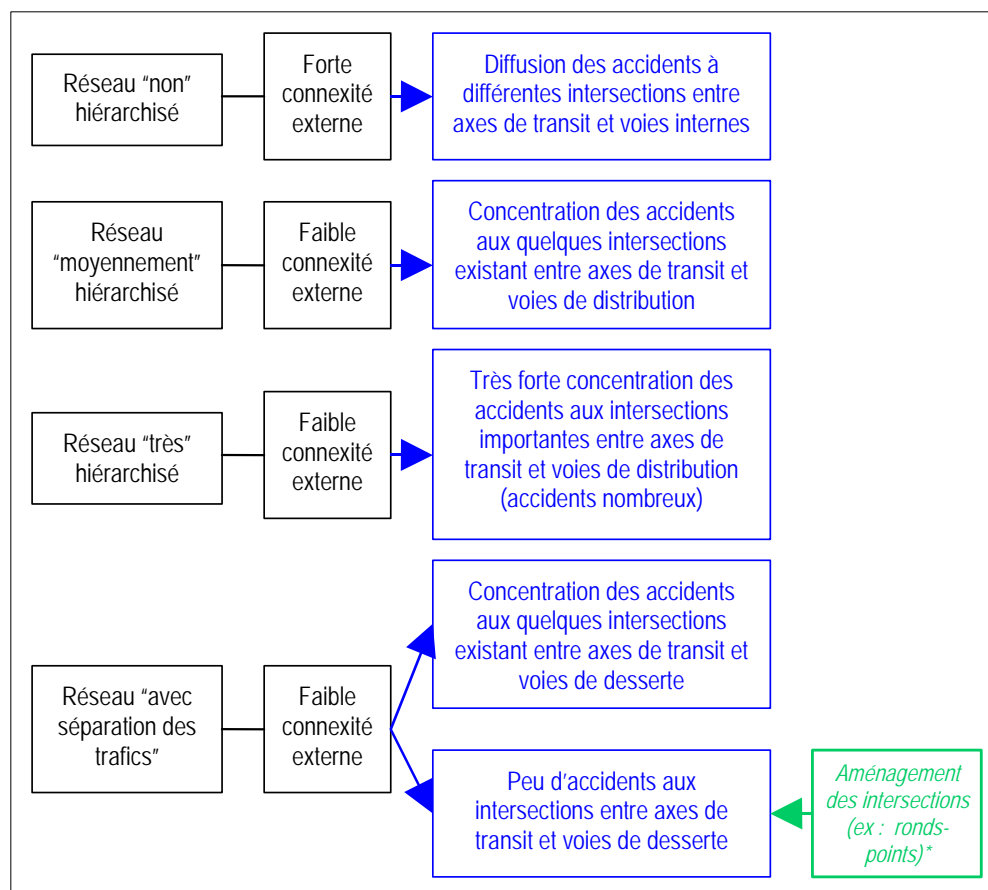 Réseau “non”
hiérarchisé
Forte
connexité
externe
Diffusion des accidents à
différentes intersections entre
axes de transit et voies internes
Réseau
“moyennement”
hiérarchisé
Faible
connexité
externe
Concentration des accidents
aux quelques intersections
existant entre axes de transit et
voies de distribution
Réseau “très”
hiérarchisé
Faible
connexité
externe
Très forte concentration des
accidents aux intersections
importantes entre axes de
transit et voies de distribution
(accidents nombreux)
Réseau “avec
séparation des
trafics”
Faible
connexité
externe
Concentration des accidents
aux quelques intersections
existant entre axes de transit et
voies de desserte
Peu d’accidents aux
intersections entre axes de
transit et voies de desserte
Aménagement
des intersections
(ex : ronds-
points)*